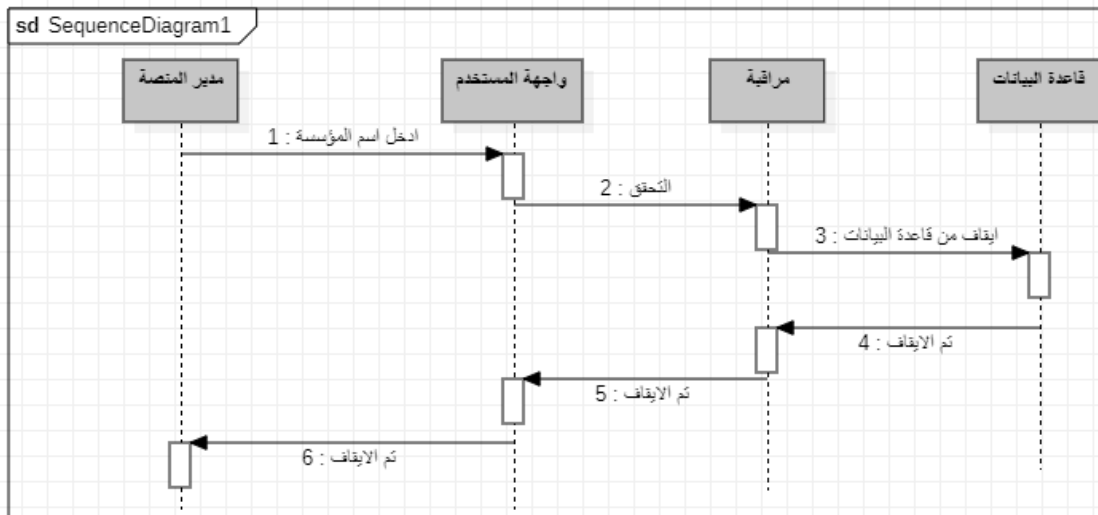 sd SequenceDiagram1
مدير المنصة
واجهة المستخدم
مراقبة
قاعدة البيانات
1 : ادخل اسم المؤسسة
2 : التحقق
3 : ايقاف من قاعدة البيانات
4 : تم الايقاف
5 : تم الايقاف
6 : تم الايقاف